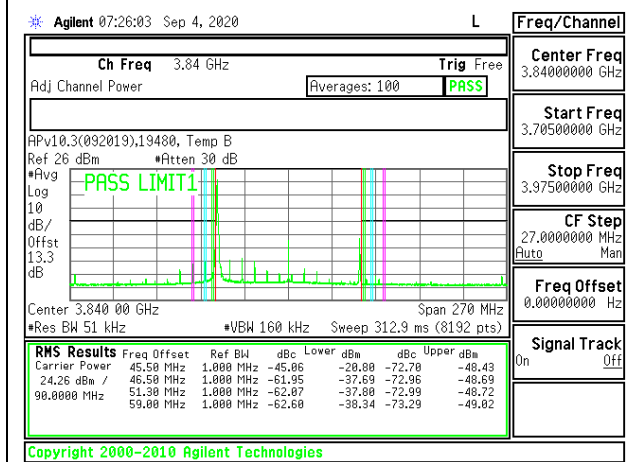 Agilent 07:26:03 Sep 4, 2020 L
Freq/Channel
Ch Freq 3.84 GHz Trig Free
Adj Channel Power Averages: 100 PASS
APv10.3(092019),19480, Temp B
Ref 26 dBm #Atten 30 dB
#Avg
Log
10
dB/
Offst
13.3
dB
PASS LIMIT1
Center 3.840 00 GHz Span 270 MHz
#Res BW 51 kHz #VBW 160 kHz Sweep 312.9 ms (8192 pts)
RMS Results Freq Offset Ref BW dBc Lower dBm dBc Upper dBm
Carrier Power 45.50 MHz 1.000 MHz -45.06 -20.80 -72.70 -48.43
24.26 dBm / 46.50 MHz 1.000 MHz -61.95 -37.69 -72.96 -48.69
90.0000 MHz 51.30 MHz 1.000 MHz -62.07 -37.80 -72.99 -48.72
59.00 MHz 1.000 MHz -62.60 -38.34 -73.29 -49.02
Copyright 2000-2010 Agilent Technologies
Center Freq
3.84000000 GHz
Start Freq
3.70500000 GHz
Stop Freq
3.97500000 GHz
CF Step
27.0000000 MHz
Auto Man
Freq Offset
0.00000000 Hz
Signal Track
On Off